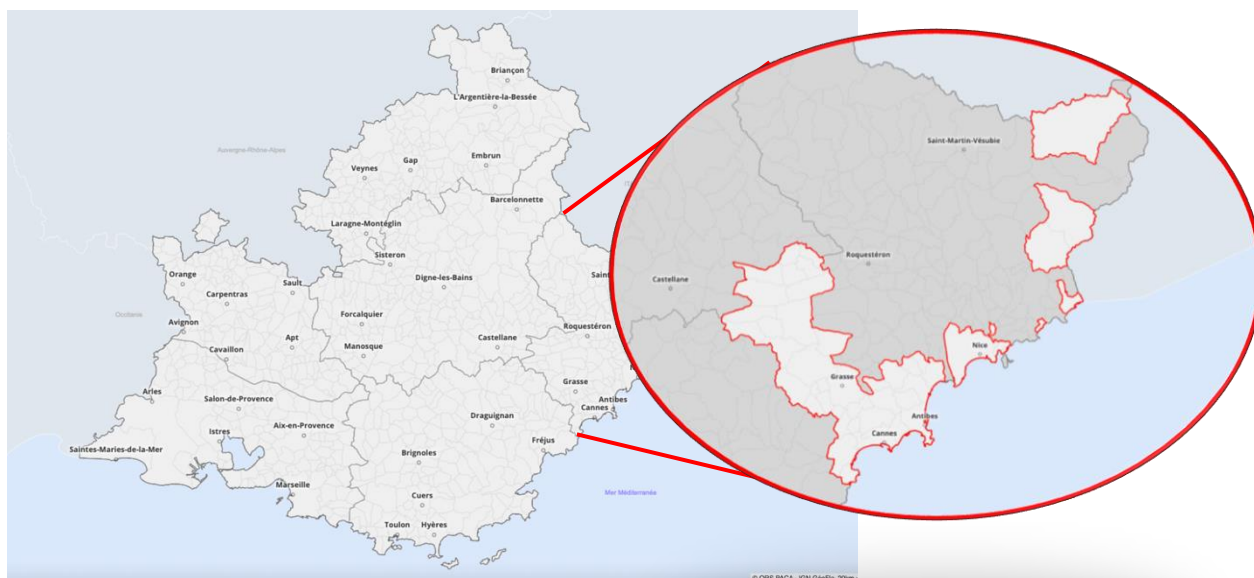 Briançon
L'Argentière-la-Bessée
Auvergne-Rhône-Alpes
Gap
Embrun
Veynes
Barcelonnette
Laragne-Montéglin
Sisteron
Orange
Digne-les-Bains
Saint
Sault
Carpentras
Occitanie
Avignon
Forcalquier
Roquestéron
Apt
Castellane
Manosque
Cavaillon
Grasse
Arles
Salon-de-Provence
Antibes
Cannes
Draguignan
Aix-en-Provence
Istres
Fréjus
Saintes-Maries-de-la-Mer
Brignoles
Marseille
Mer Méditerranée
Cuers
Toulon
Hyères
Saint-Martin-Vésubie
Roquestéron
Castellane
Nice
Grasse
Antibes
Cannes